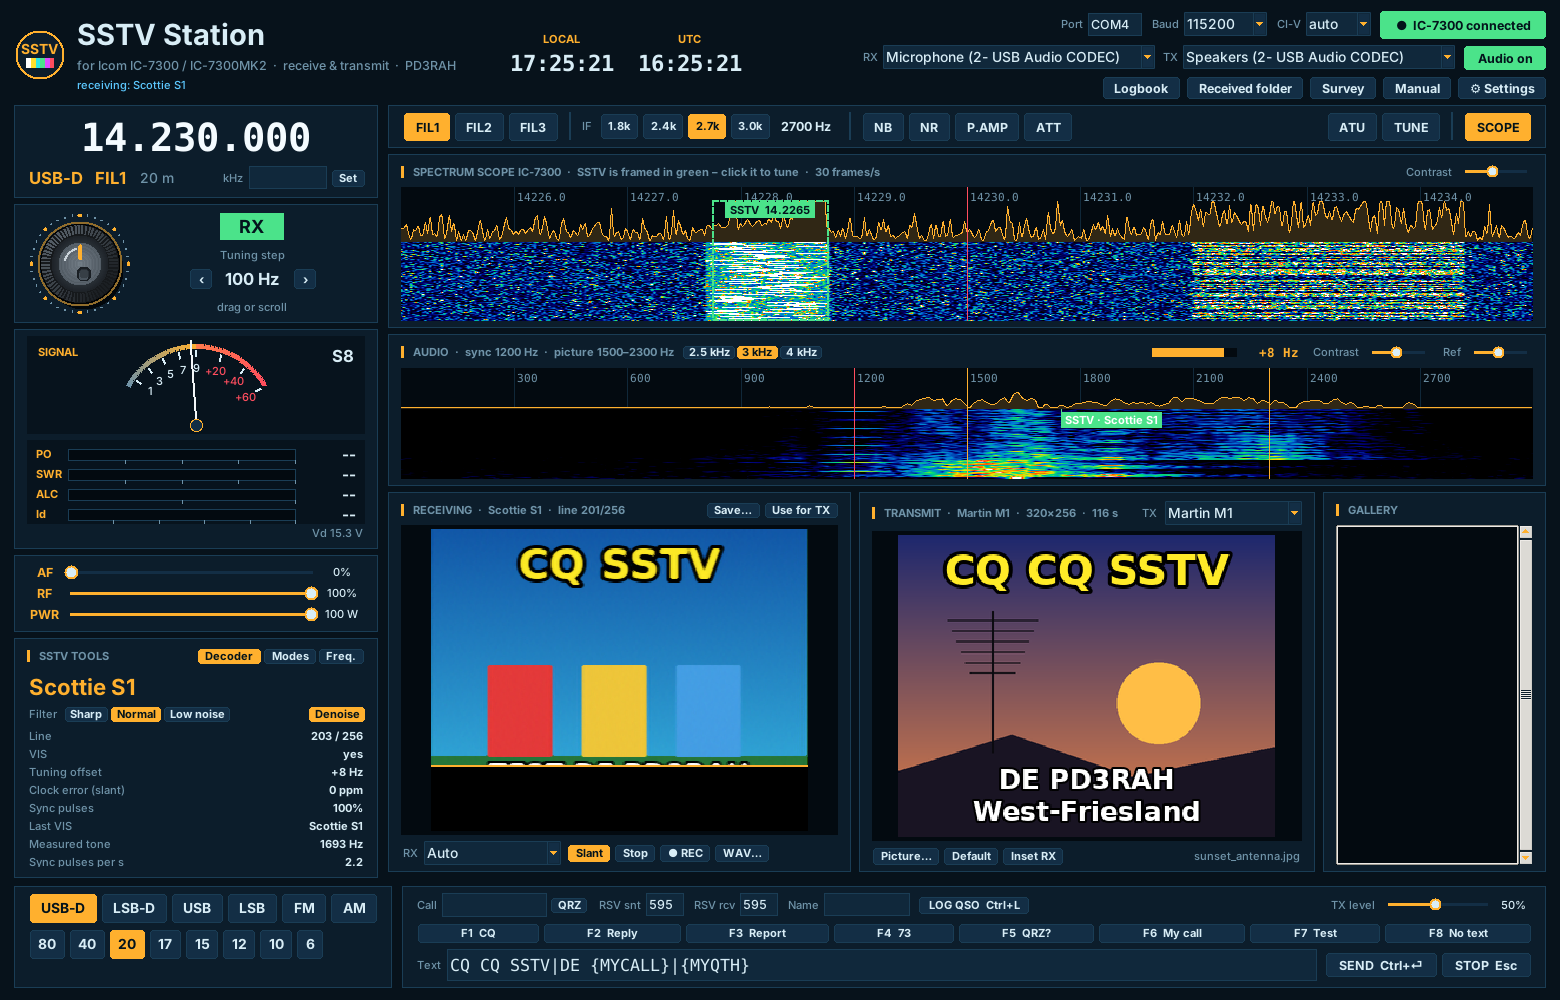 SSTV
SSTV Station
for Icom IC-7300 / IC-7300MK2 · receive & transmit · PD3RAH
receiving: Scottie S1
LOCAL
17:25:21
UTC
16:25:21
Port COM4 Baud 115200 CI-V auto ● IC-7300 connected
RX Microphone (2- USB Audio CODEC) TX Speakers (2- USB Audio CODEC) Audio on
Logbook Received folder Survey Manual ⚙ Settings
14.230.000
USB-D FIL1 20 m kHz Set
FIL1 FIL2 FIL3 IF 1.8k 2.4k 2.7k 3.0k 2700 Hz NB NR P.AMP ATT ATU TUNE SCOPE
RX
Tuning step
‹ 100 Hz ›
drag or scroll
SPECTRUM SCOPE IC-7300 · SSTV is framed in green – click it to tune · 30 frames/s Contrast
14226.0 14227.0 14228.0 14229.0 14230.0 14231.0 14232.0 14233.0 14234.0
SSTV 14.2265
SIGNAL S8
1 3 5 7 9 +20 +40 +60
PO --
SWR --
ALC --
Id --
Vd 15.3 V
AUDIO · sync 1200 Hz · picture 1500–2300 Hz 2.5 kHz 3 kHz 4 kHz +8 Hz Contrast Ref
300 600 900 1200 1500 1800 2100 2400 2700
SSTV · Scottie S1
AF 0%
RF 100%
PWR 100 W
SSTV TOOLS Decoder Modes Freq.
Scottie S1
Filter Sharp Normal Low noise Denoise
Line 203 / 256
VIS yes
Tuning offset +8 Hz
Clock error (slant) 0 ppm
Sync pulses 100%
Last VIS Scottie S1
Measured tone 1693 Hz
Sync pulses per s 2.2
RECEIVING · Scottie S1 · line 201/256 Save... Use for TX
CQ SSTV
RX Auto Slant Stop ● REC WAV...
TRANSMIT · Martin M1 · 320×256 · 116 s TX Martin M1
CQ CQ SSTV
DE PD3RAH
West-Friesland
Picture... Default Inset RX sunset_antenna.jpg
GALLERY
USB-D LSB-D USB LSB FM AM
80 40 20 17 15 12 10 6
Call QRZ RSV snt 595 RSV rcv 595 Name LOG QSO Ctrl+L TX level 50%
F1 CQ F2 Reply F3 Report F4 73 F5 QRZ? F6 My call F7 Test F8 No text
Text CQ CQ SSTV|DE {MYCALL}|{MYQTH} SEND Ctrl+⏎ STOP Esc